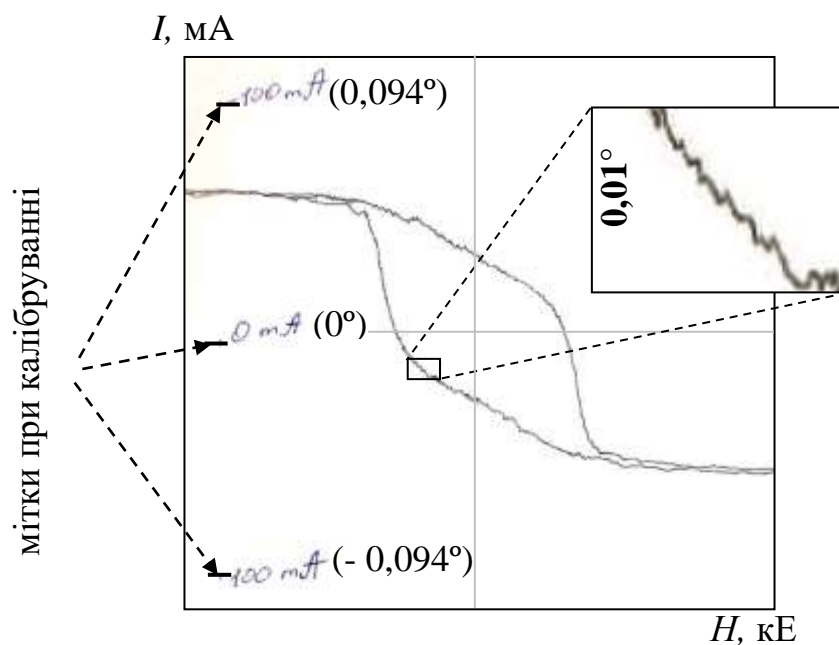 I, мА
100 mA (0,094º)
0,01°
мітки при калібруванні
0 mA (0º)
-100 mA (- 0,094º)
H, кЕ